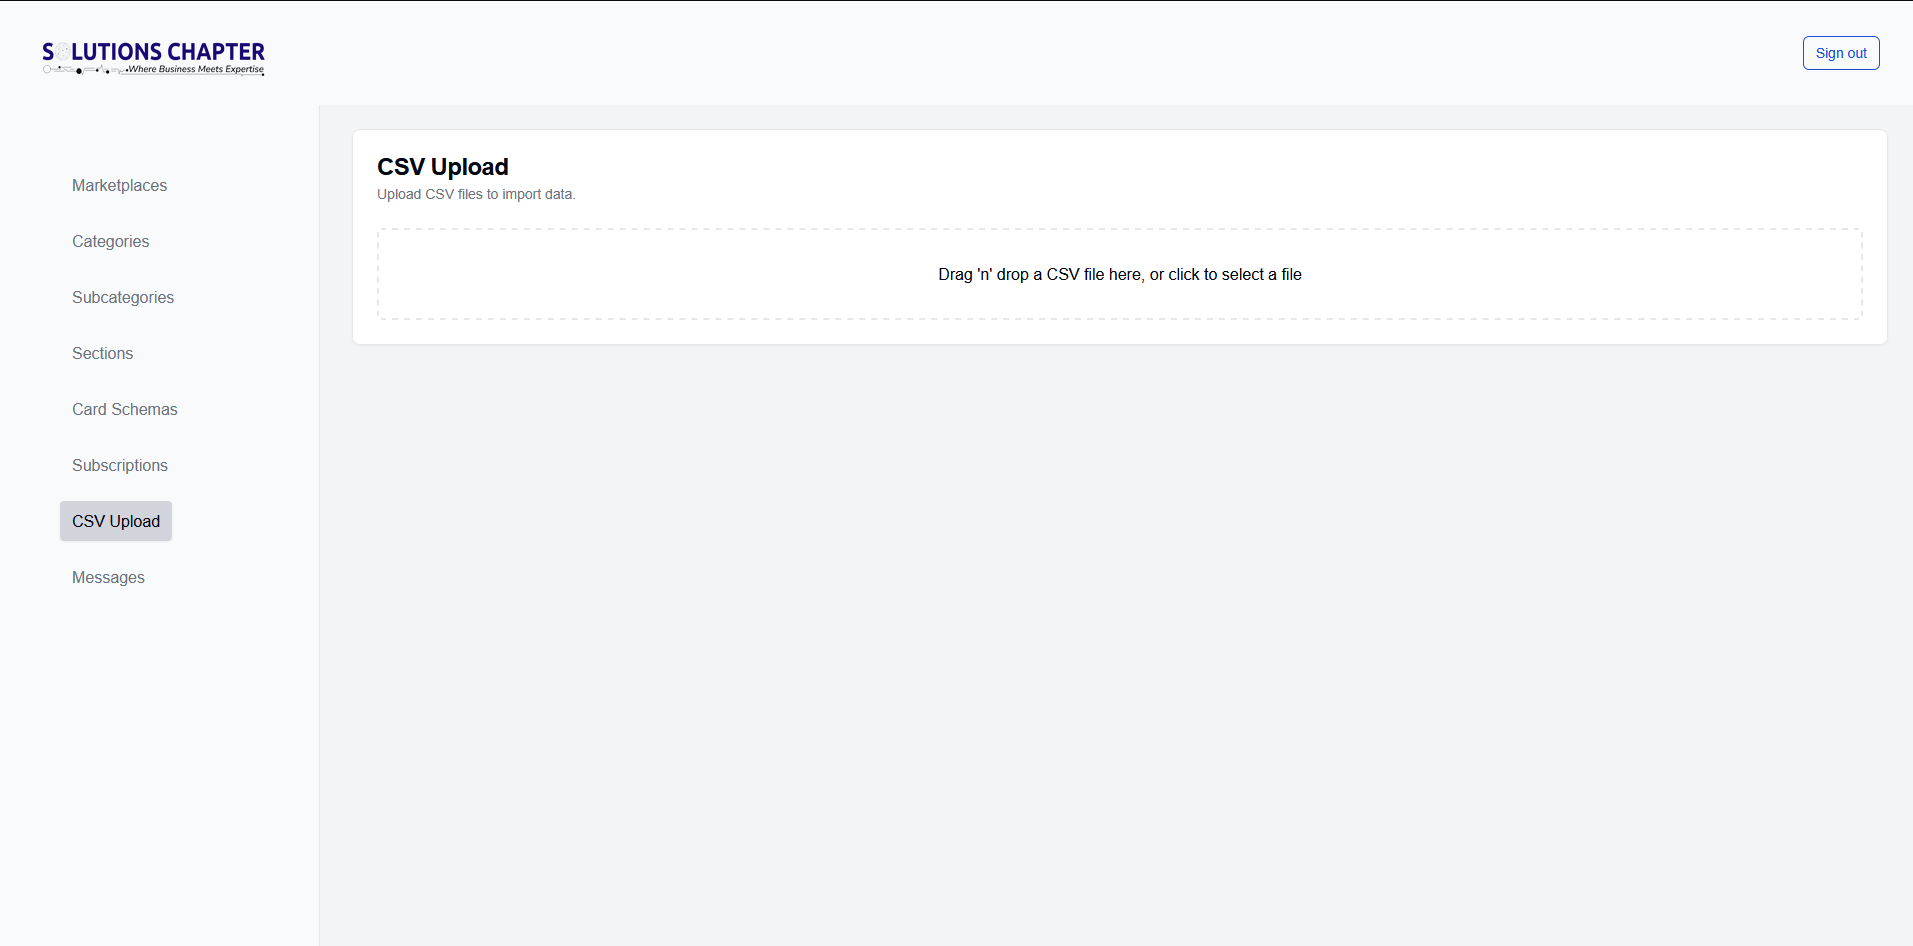 SOLUTIONS CHAPTER
Where Business Meets Expertise
Sign out
Marketplaces
Categories
Subcategories
Sections
Card Schemas
Subscriptions
CSV Upload
Messages
CSV Upload
Upload CSV files to import data.
Drag 'n' drop a CSV file here, or click to select a file